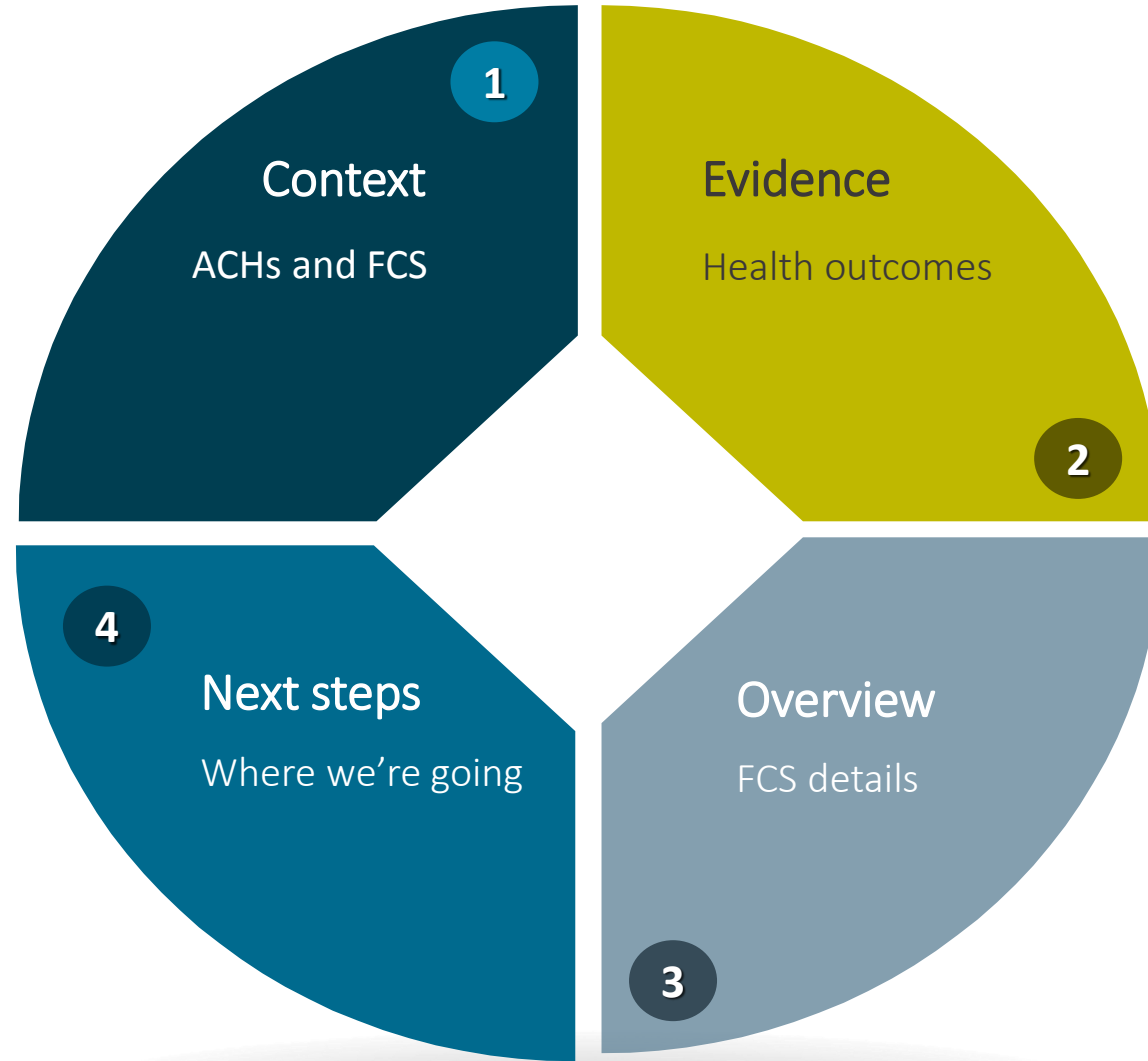 1
Context
ACHs and FCS
Evidence
Health outcomes
2
Overview
FCS details
3
4
Next steps
Where we’re going